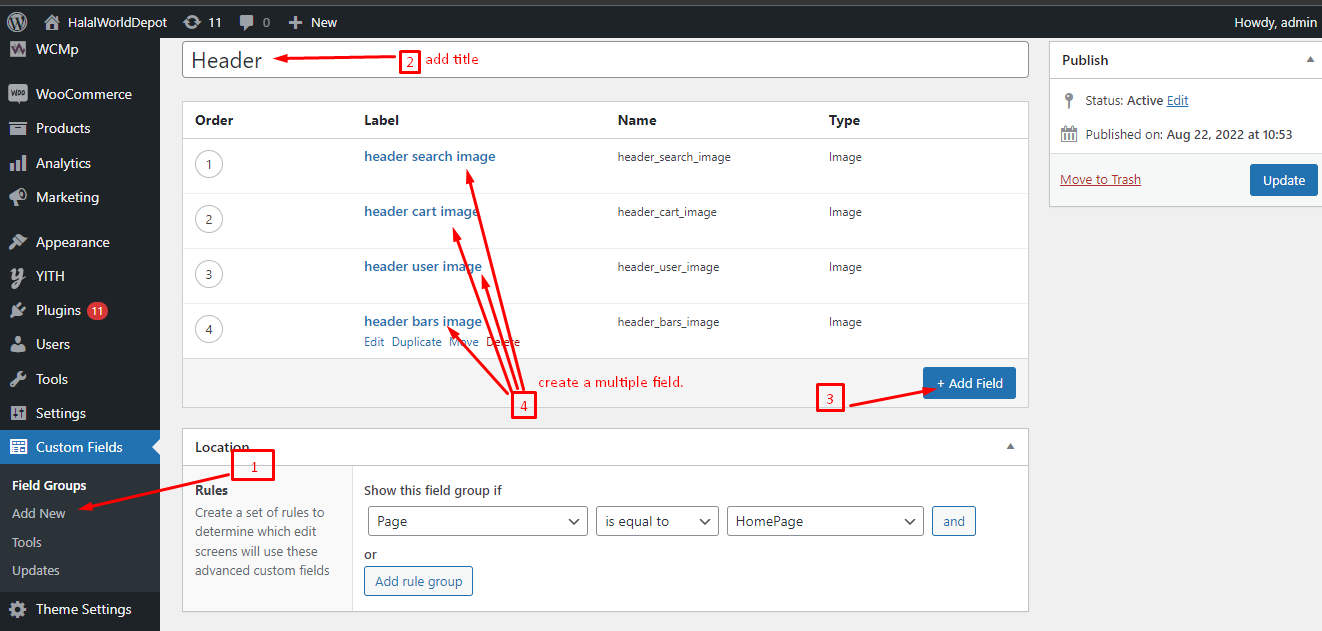 HalalWorldDepot 11 0 + New Howdy, admin
WCMp
WooCommerce
Products
Analytics
Marketing
Appearance
YITH
Plugins 11
Users
Tools
Settings
Custom Fields
Field Groups
Add New
Tools
Updates
Theme Settings
Header
2 add title
Order Label Name Type
1 header search image header_search_image Image
2 header cart image header_cart_image Image
3 header user image header_user_image Image
4 header bars image header_bars_image Image
Edit Duplicate Move Delete
create a multiple field.
4
3
+ Add Field
Location
1
Rules
Create a set of rules to
determine which edit
screens will use these
advanced custom fields
Show this field group if
Page is equal to HomePage and
or
Add rule group
Publish
Status: Active Edit
Published on: Aug 22, 2022 at 10:53
Move to Trash Update